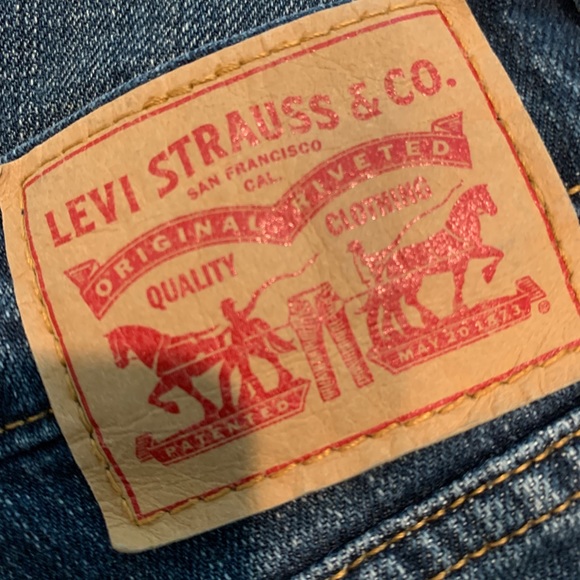 LEVI STRAUSS & CO.
SAN FRANCISCO
CAL.
ORIGINAL RIVETED
QUALITY CLOTHING
PATENTED
MAY 20 1873
®